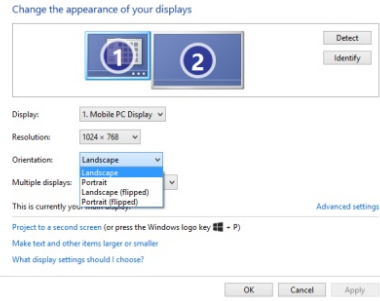 Change the appearance of your displays
Detect
Identify
1
2
Display: 1. Mobile PC Display
Resolution: 1024 × 768
Orientation: Landscape
Landscape
Portrait
Multiple displays:
Landscape (flipped)
Portrait (flipped)
This is currently your main display.
Advanced settings
Project to a second screen (or press the Windows logo key + P)
Make text and other items larger or smaller
What display settings should I choose?
OK Cancel Apply